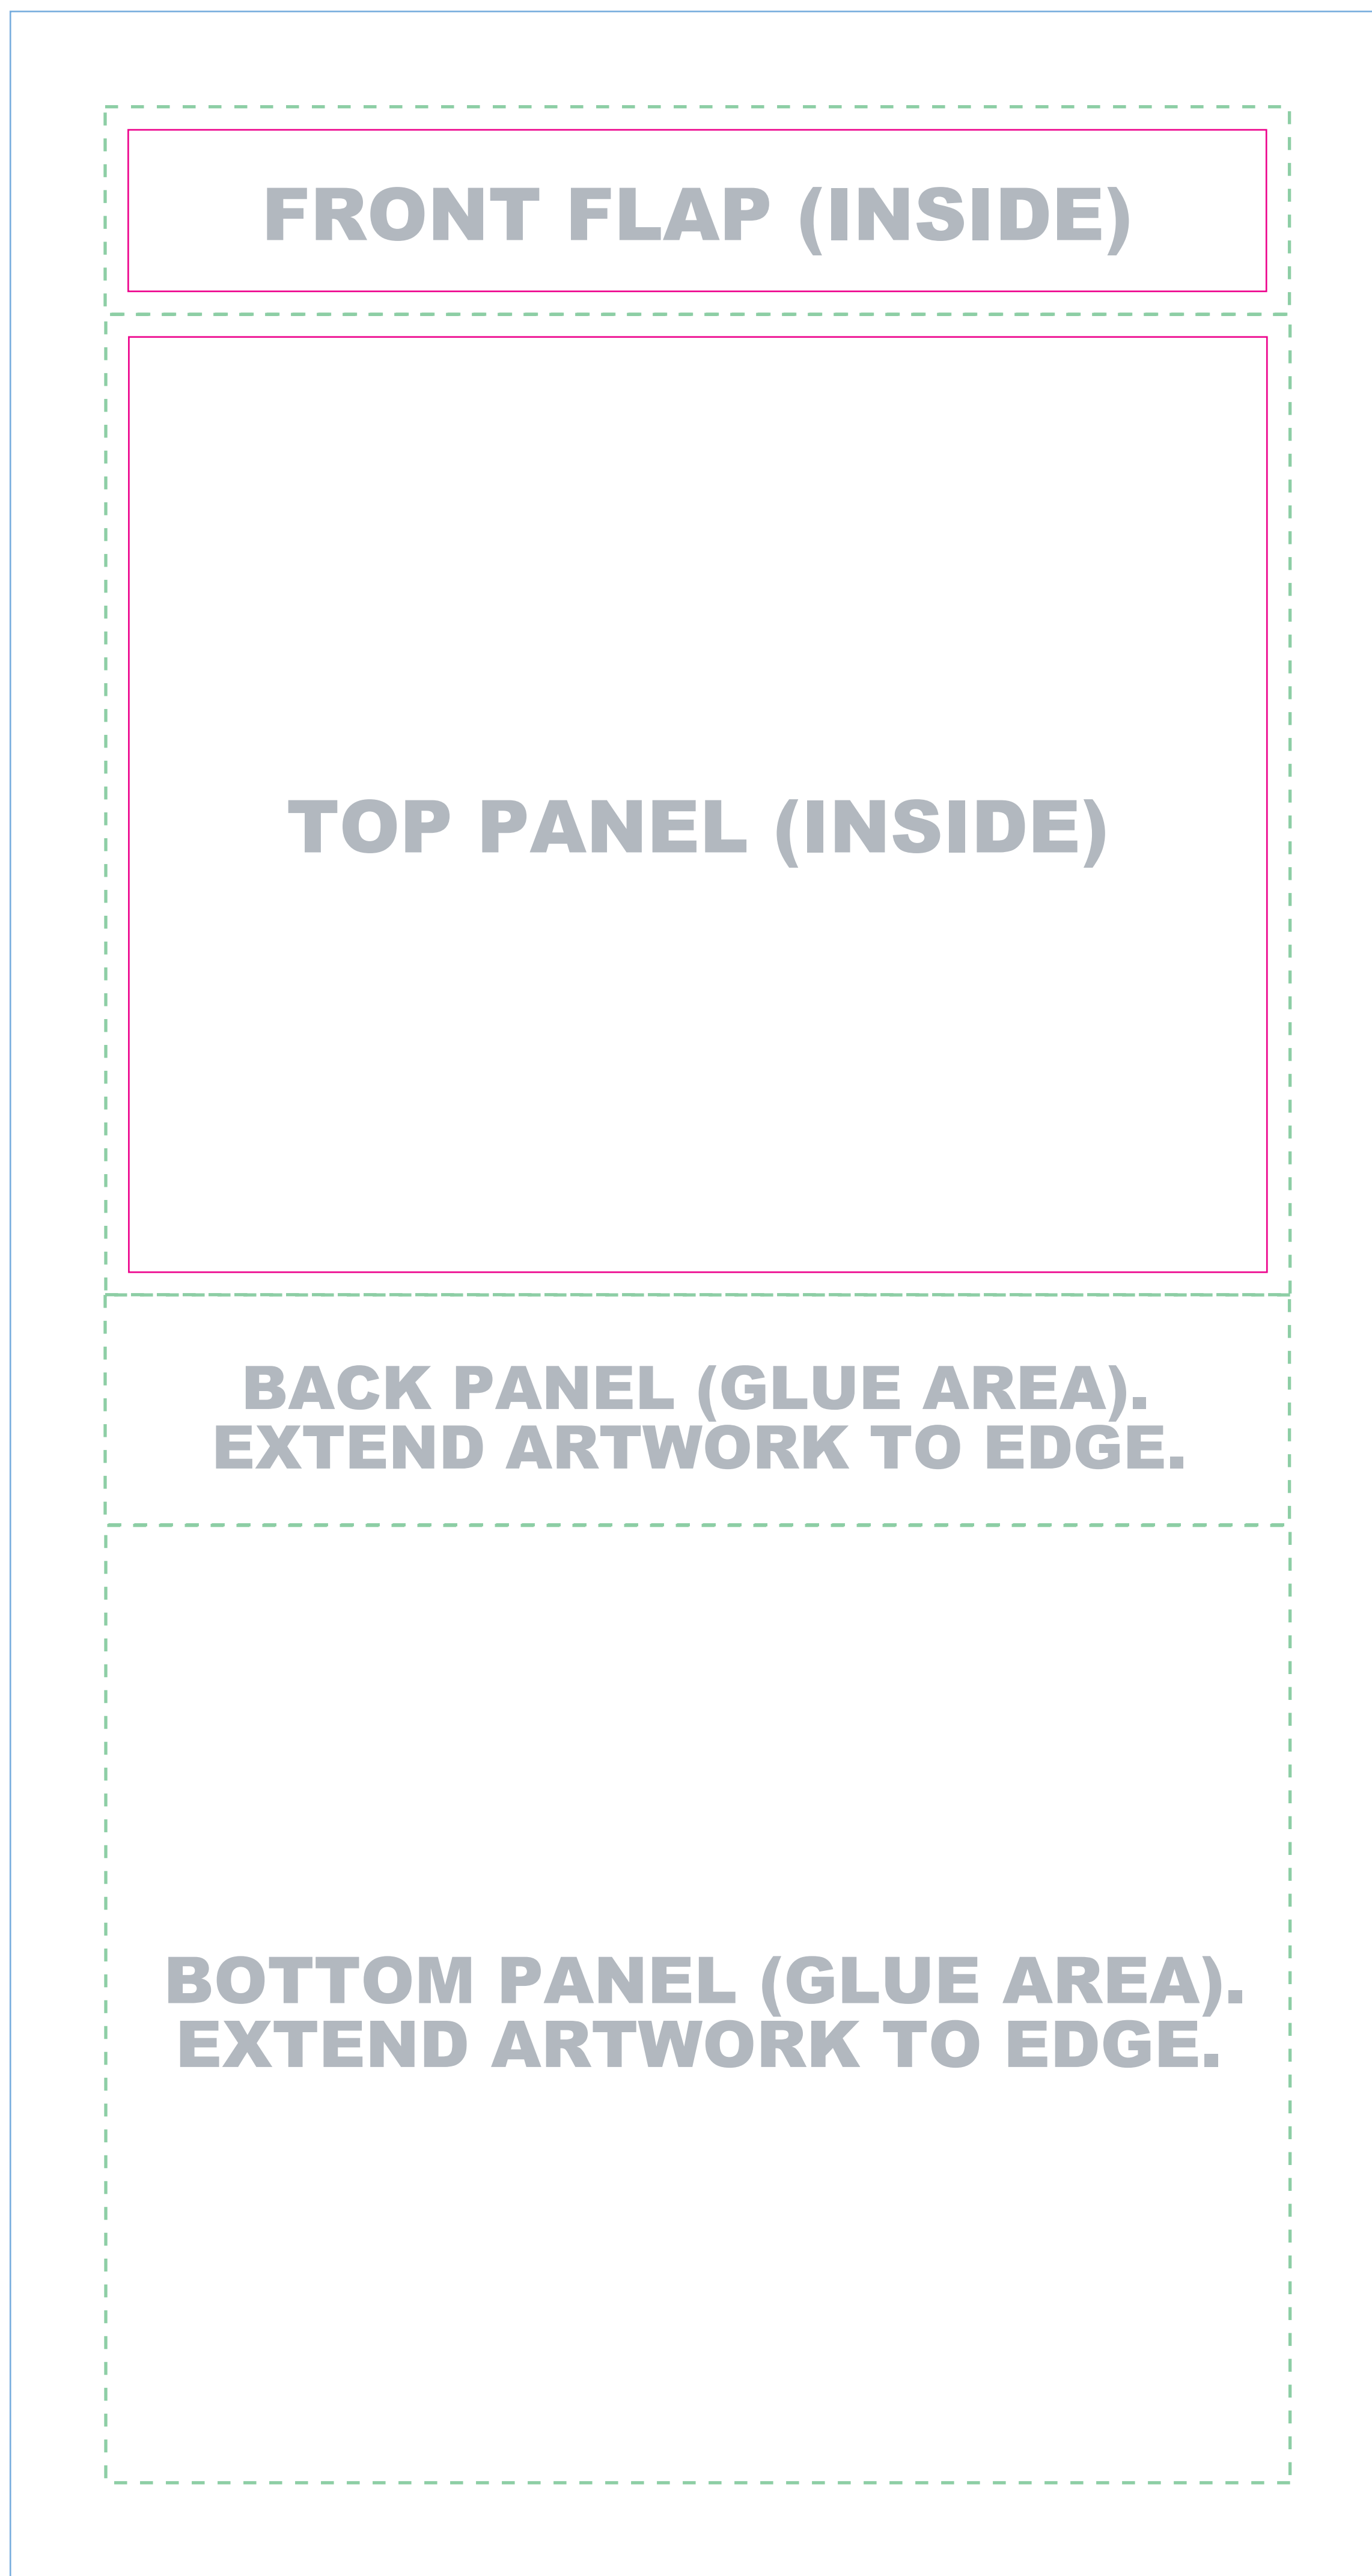 FRONT FLAP (INSIDE)
TOP PANEL (INSIDE)
BACK PANEL (GLUE AREA).
EXTEND ARTWORK TO EDGE.
BOTTOM PANEL (GLUE AREA).
EXTEND ARTWORK TO EDGE.